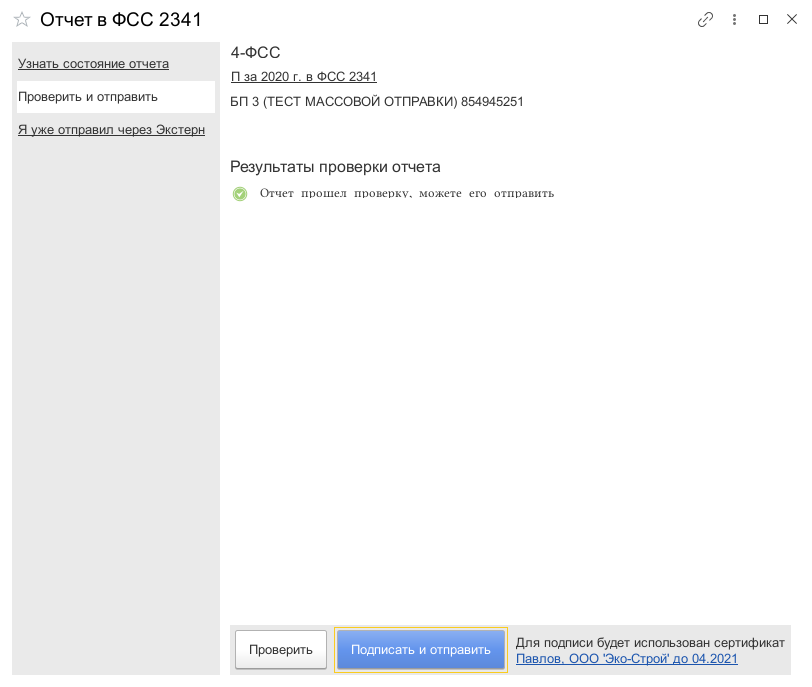 Отчет в ФСС 2341
Узнать состояние отчета
Проверить и отправить
Я уже отправил через Экстерн
4-ФСС
П за 2020 г. в ФСС 2341
БП 3 (ТЕСТ МАССОВОЙ ОТПРАВКИ) 854945251
Результаты проверки отчета
Отчет прошел проверку, можете его отправить
Проверить
Подписать и отправить
Для подписи будет использован сертификат
Павлов, ООО 'Эко-Строй' до 04.2021